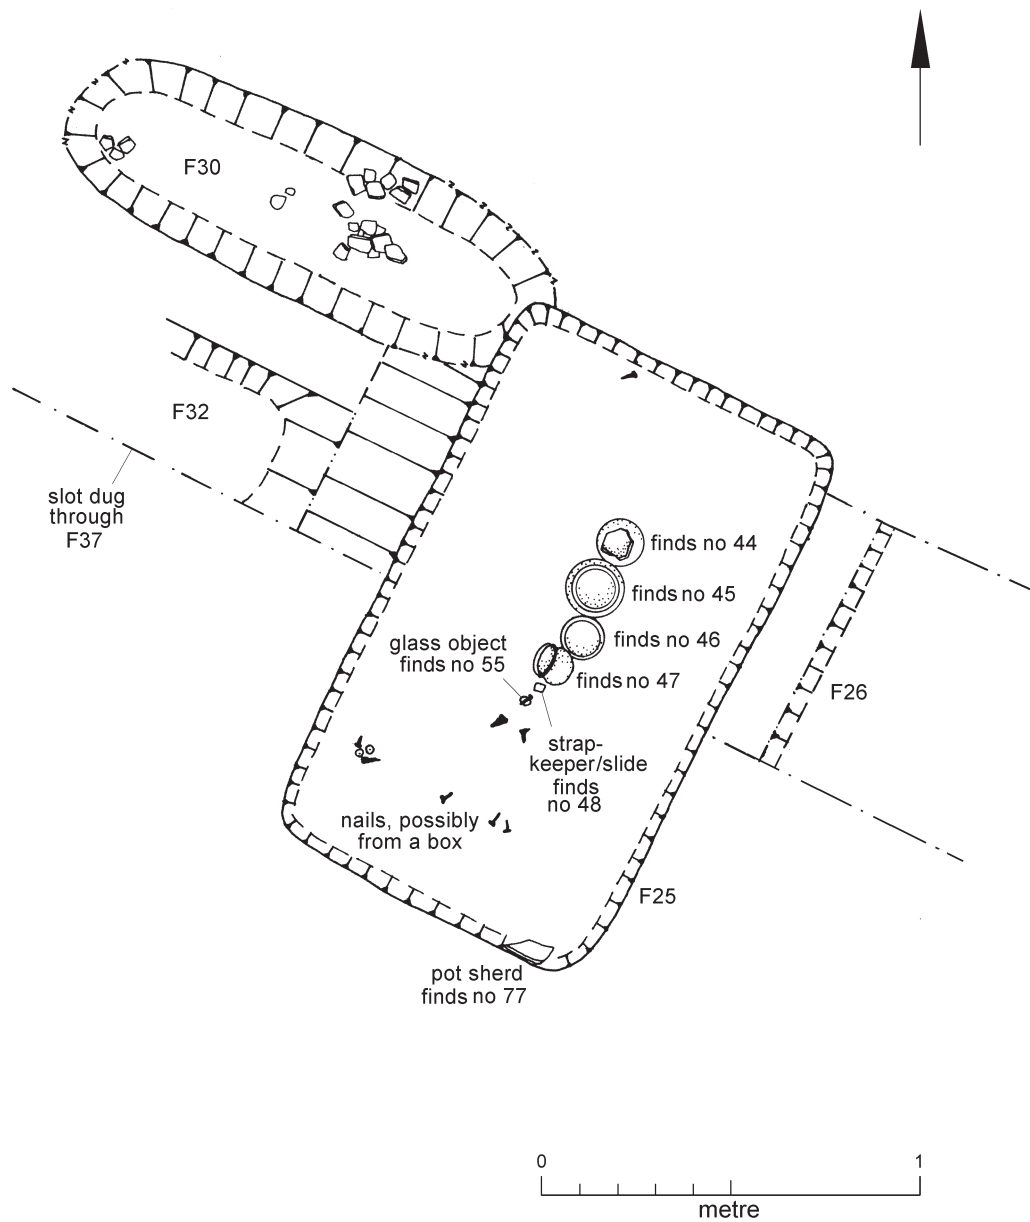 F30
F32
slot dug
through
F37
finds no 44
finds no 45
finds no 46
glass object
finds no 55
finds no 47
F26
strap-
keeper/slide
finds
no 48
nails, possibly
from a box
F25
pot sherd
finds no 77
0 1
metre